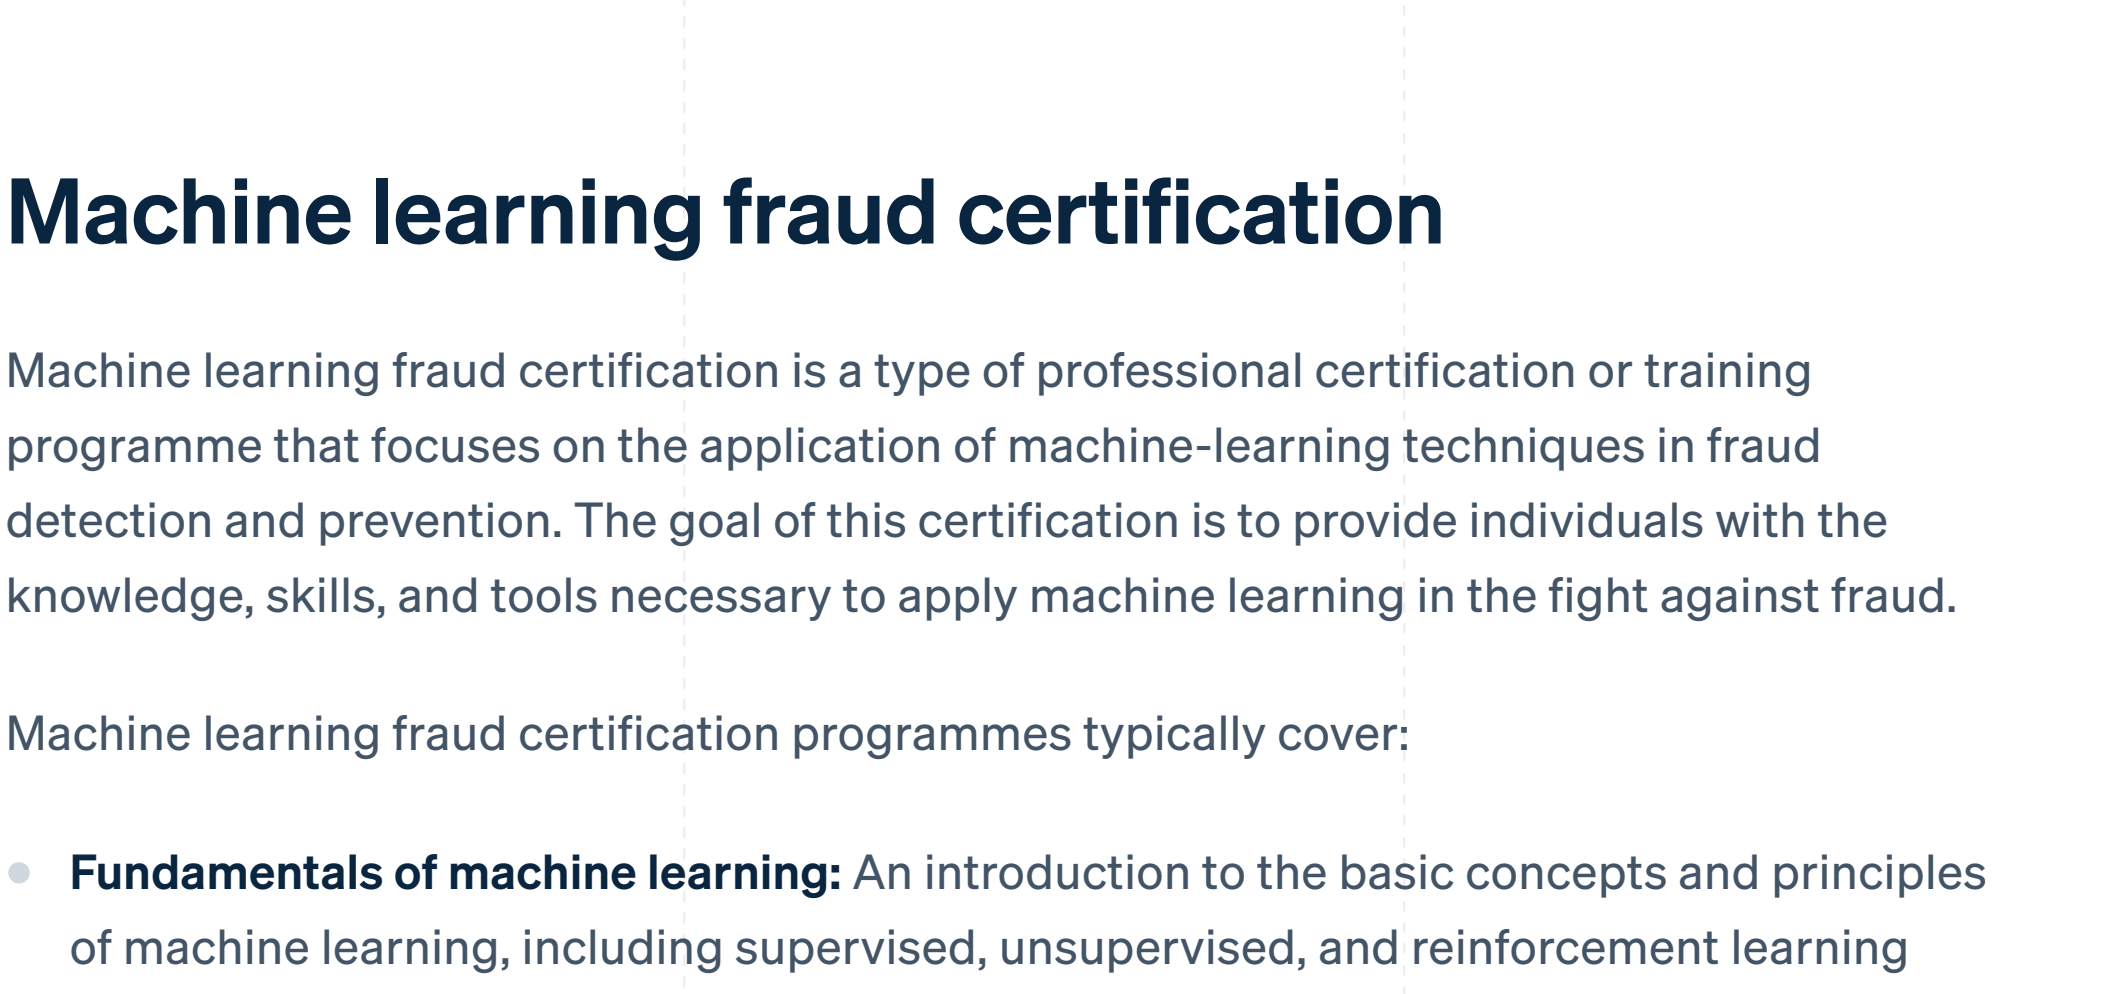 Machine learning fraud certification
Machine learning fraud certification is a type of professional certification or training
programme that focuses on the application of machine-learning techniques in fraud
detection and prevention. The goal of this certification is to provide individuals with the
knowledge, skills, and tools necessary to apply machine learning in the fight against fraud.
Machine learning fraud certification programmes typically cover:
Fundamentals of machine learning: An introduction to the basic concepts and principles
of machine learning, including supervised, unsupervised, and reinforcement learning